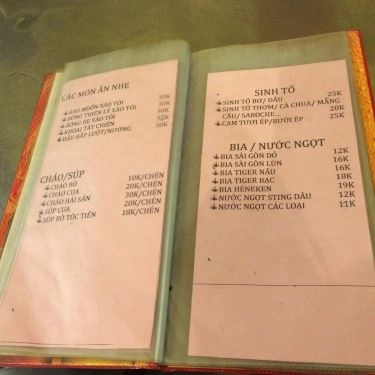 CÁC MÓN ĂN NHẸ
RAU MUỐN XÀO TỎI 30K
BÔNG THIÊN LÝ XÀO TỎI 30K
BÔNG HẸ XÀO TỎI 30K
KHOAI TÂY CHIÊN
ĐẬU BẮP LUỘT/NƯỚNG 30K
CHÁO/SÚP 10K/CHÉN
CHÁO BÒ 20K/CHÉN
CHÁO CUA 30K/CHÉN
CHÁO HẢI SẢN 20K/CHÉN
SÚP CUA 18K/CHÉN
SÚP BÒ TÓC TIÊN
SINH TỐ
SINH TỐ BƠ/ DÂU 25K
SINH TỐ THƠM/ CÀ CHUA/ MÃNG 20K
CẦU/ SABOCHE...
CAM TƯƠI ÉP/BƯỞI ÉP 25K
BIA / NƯỚC NGỌT
BIA SÀI GÒN ĐỎ 12K
BIA SÀI GÒN LÙN 16K
BIA TIGER NÂU 16K
BIA TIGER BẠC 18K
BIA HENEKEN 19K
NƯỚC NGỌT STING DÂU 12K
NƯỚC NGỌT CÁC LOẠI 11K